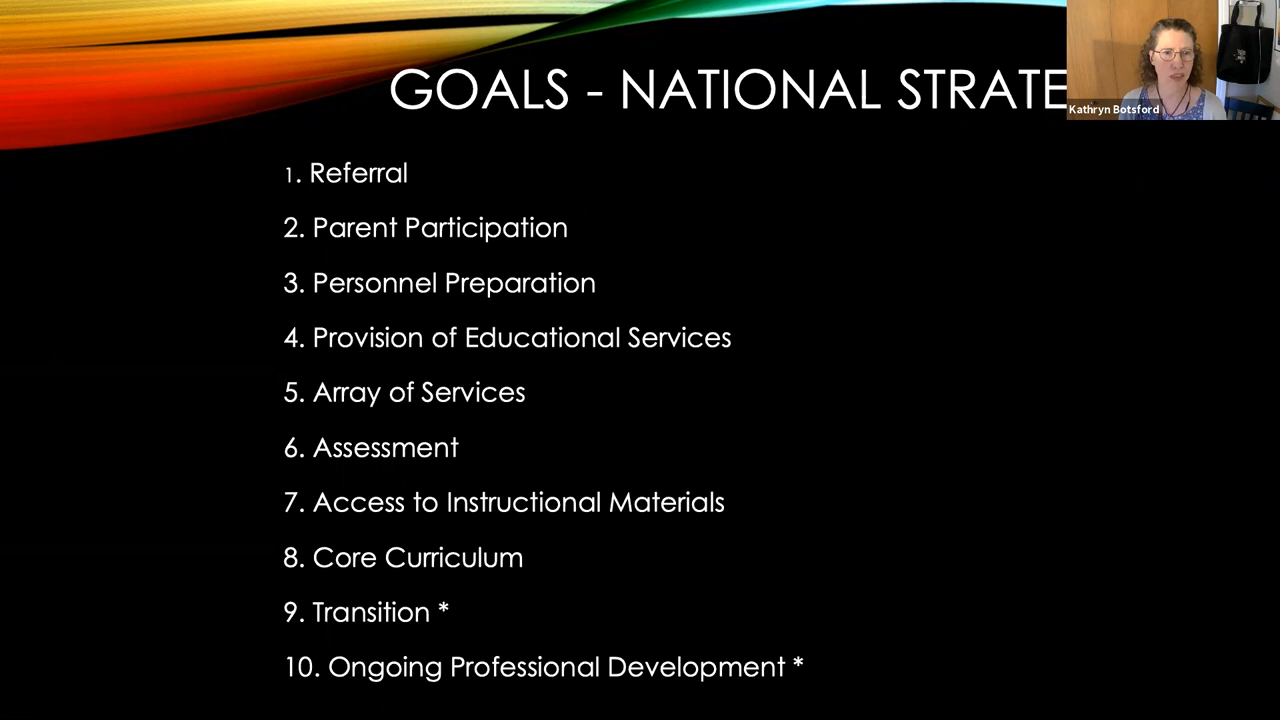 GOALS - NATIONAL STRATE
Kathryn Botsford
1. Referral
2. Parent Participation
3. Personnel Preparation
4. Provision of Educational Services
5. Array of Services
6. Assessment
7. Access to Instructional Materials
8. Core Curriculum
9. Transition *
10. Ongoing Professional Development *